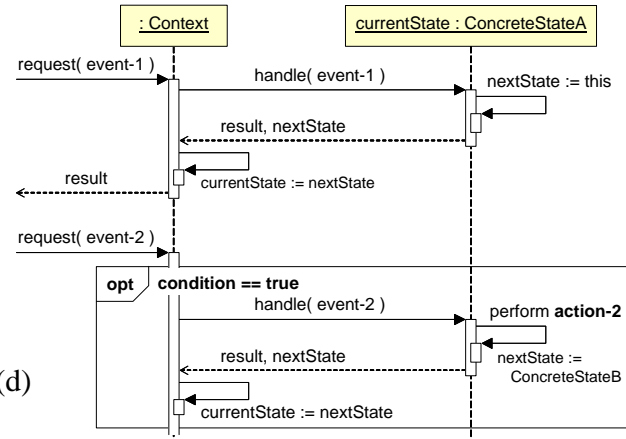 : Context
currentState : ConcreteStateA
request( event-1 )
handle( event-1 )
nextState := this
result, nextState
result
currentState := nextState
request( event-2 )
opt
condition == true
handle( event-2 )
perform action-2
result, nextState
nextState :=
ConcreteStateB
(d)
currentState := nextState